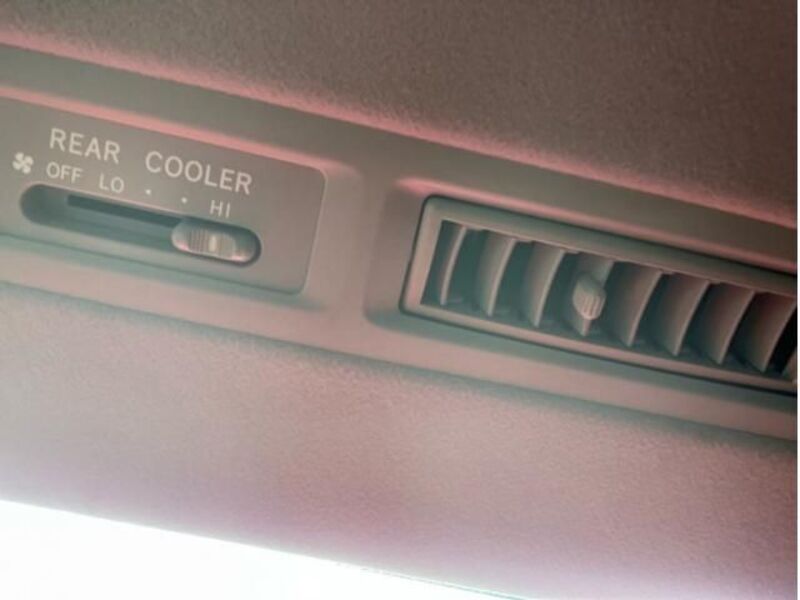 REAR COOLER
OFF LO · · HI